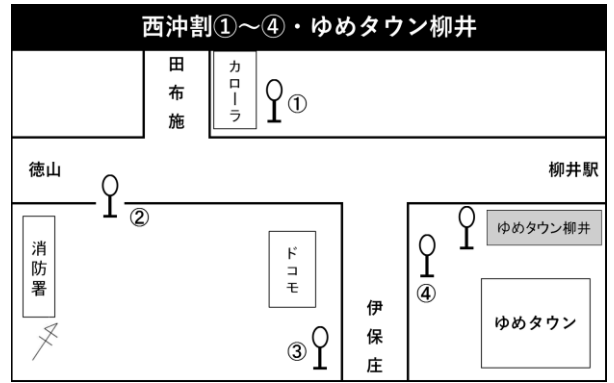 西沖割①～④・ゆめタウン柳井
田布施
カローラ
①
徳山
柳井駅
②
消防署
ドコモ
③
伊保庄
④
ゆめタウン柳井
ゆめタウン